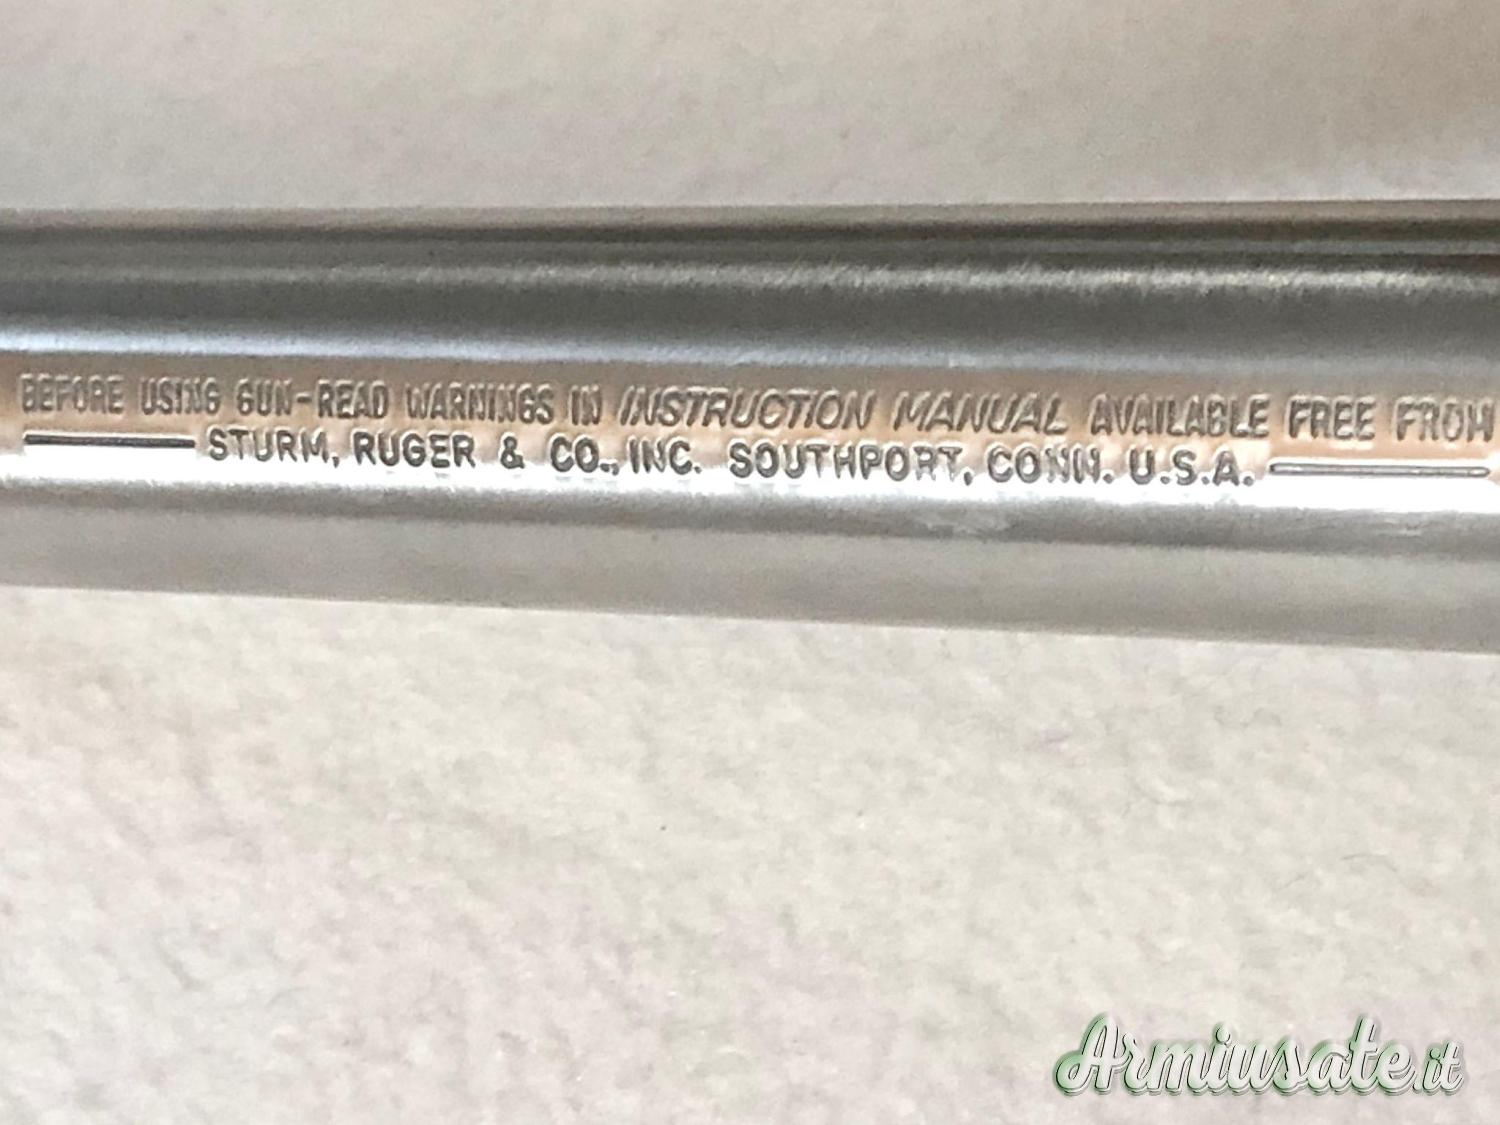 BEFORE USING GUN-READ WARNINGS IN INSTRUCTION MANUAL AVAILABLE FREE FROM
STURM, RUGER & CO., INC. SOUTHPORT, CONN. U.S.A.
Armiusate.it